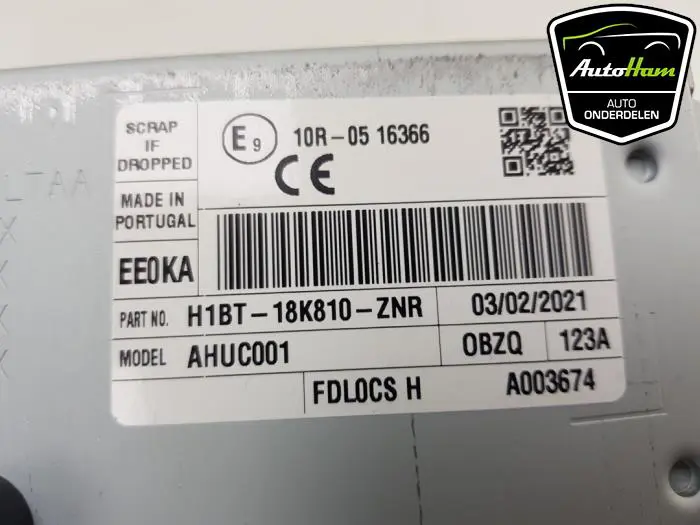 AutoHam
AUTO
ONDERDELEN
SCRAP
IF
DROPPED
E9
10R-05 16366
CE
MADE IN
PORTUGAL
EE0KA
PART NO. H1BT-18K810-ZNR
03/02/2021
MODEL AHUC001
0BZQ
123A
FDL0CS H
A003674